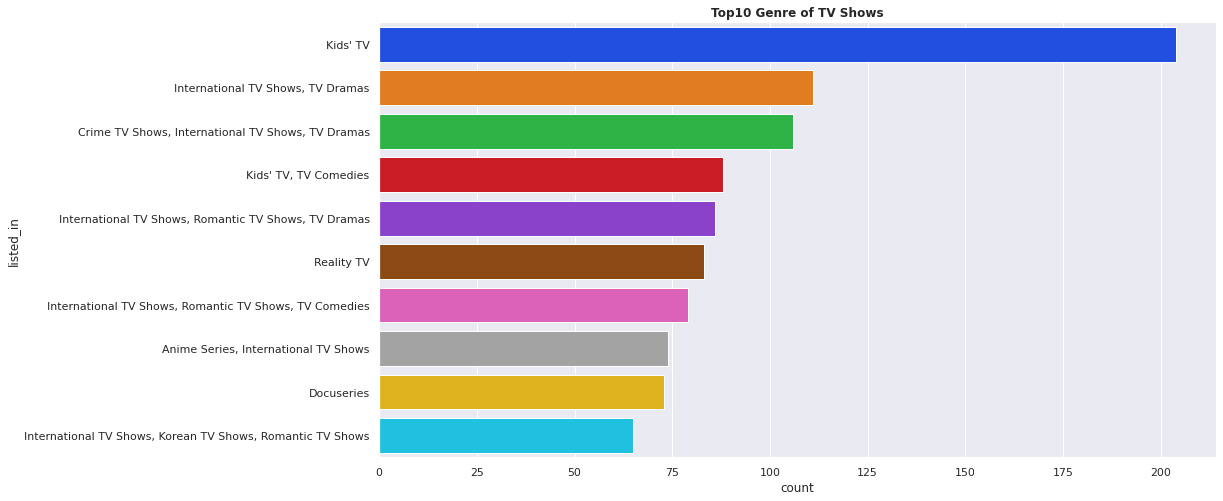 Top10 Genre of TV Shows
Kids' TV
International TV Shows, TV Dramas
Crime TV Shows, International TV Shows, TV Dramas
Kids' TV, TV Comedies
International TV Shows, Romantic TV Shows, TV Dramas
Reality TV
International TV Shows, Romantic TV Shows, TV Comedies
Anime Series, International TV Shows
Docuseries
International TV Shows, Korean TV Shows, Romantic TV Shows
listed_in
0 25 50 75 100 125 150 175 200
count